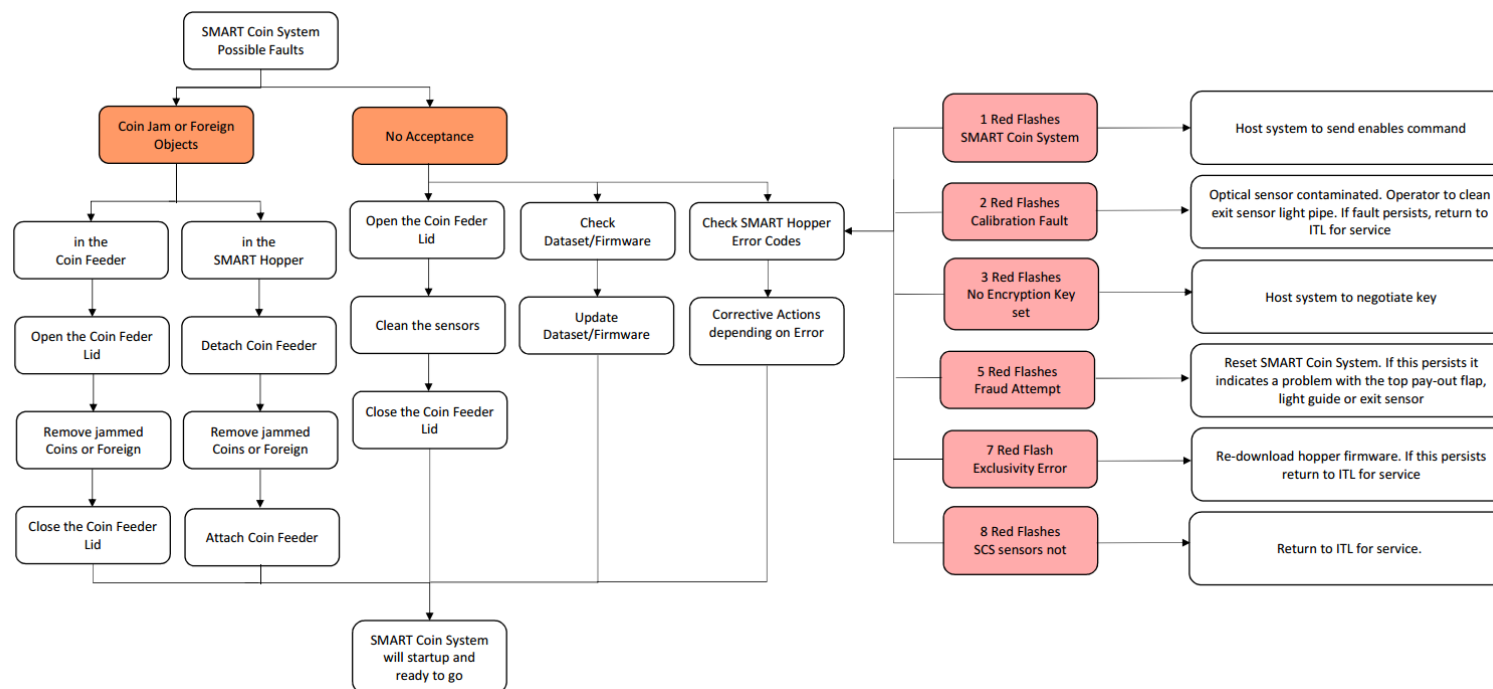 SMART Coin System
Possible Faults
Coin Jam or Foreign
Objects
No Acceptance
in the
Coin Feeder
Open the Coin Feder
Lid
Remove jammed
Coins or Foreign
Close the Coin Feeder
Lid
in the
SMART Hopper
Detach Coin Feeder
Remove jammed
Coins or Foreign
Attach Coin Feeder
Open the Coin Feder
Lid
Clean the sensors
Close the Coin Feeder
Lid
Check
Dataset/Firmware
Update
Dataset/Firmware
Check SMART Hopper
Error Codes
Corrective Actions
depending on Error
SMART Coin System
will startup and
ready to go
1 Red Flashes
SMART Coin System
Host system to send enables command
2 Red Flashes
Calibration Fault
Optical sensor contaminated. Operator to clean
exit sensor light pipe. If fault persists, return to
ITL for service
3 Red Flashes
No Encryption Key
set
Host system to negotiate key
5 Red Flashes
Fraud Attempt
Reset SMART Coin System. If this persists it
indicates a problem with the top pay-out flap,
light guide or exit sensor
7 Red Flash
Exclusivity Error
Re-download hopper firmware. If this persists
return to ITL for service
8 Red Flashes
SCS sensors not
Return to ITL for service.